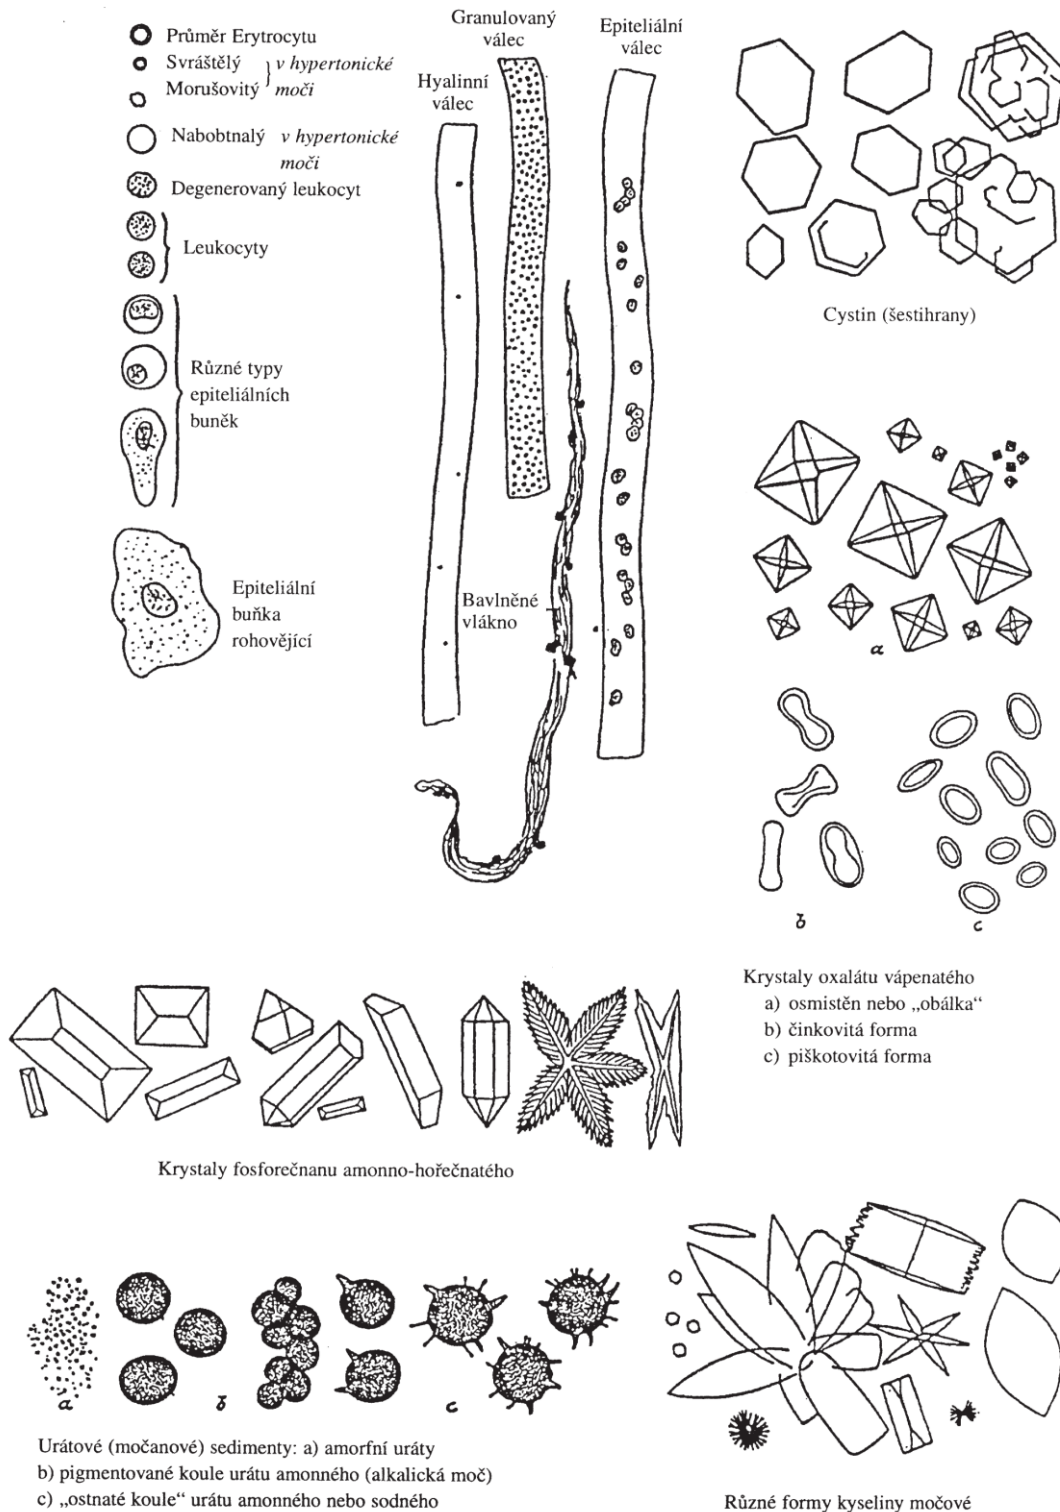 Průměr Erytrocytu
Svráštělý } v hypertonické
Morušovitý moči
Nabobtnalý v hypertonické
moči
Degenerovaný leukocyt
Leukocyty
Různé typy
epiteliálních
buněk
Epiteliální
buňka
rohovějící
Hyalinní
válec
Granulovaný
válec
Epiteliální
válec
Bavlněné
vlákno
Cystin (šestihrany)
a
b
c
Krystaly oxalátu vápenatého
a) osmistěn nebo „obálka“
b) činkovitá forma
c) piškotovitá forma
Krystaly fosforečnanu amonno-hořečnatého
a
b
c
Urátové (močanové) sedimenty: a) amorfní uráty
b) pigmentované koule urátu amonného (alkalická moč)
c) „ostnaté koule“ urátu amonného nebo sodného
Různé formy kyseliny močové